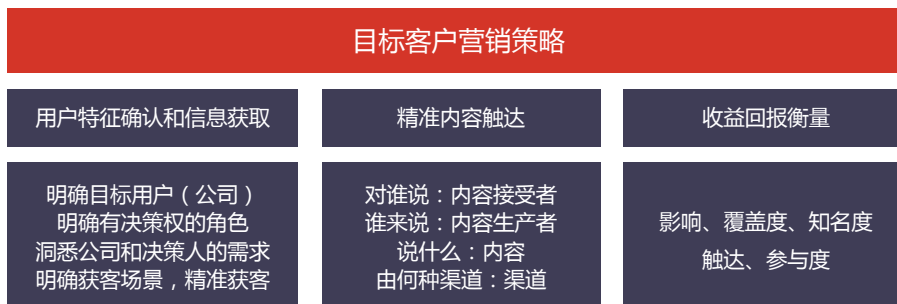 目标客户营销策略
用户特征确认和信息获取
精准内容触达
收益回报衡量
明确目标用户（公司）
明确有决策权的角色
洞悉公司和决策人的需求
明确获客场景，精准获客
对谁说：内容接受者
谁来说：内容生产者
说什么：内容
由何种渠道：渠道
影响、覆盖度、知名度
触达、参与度